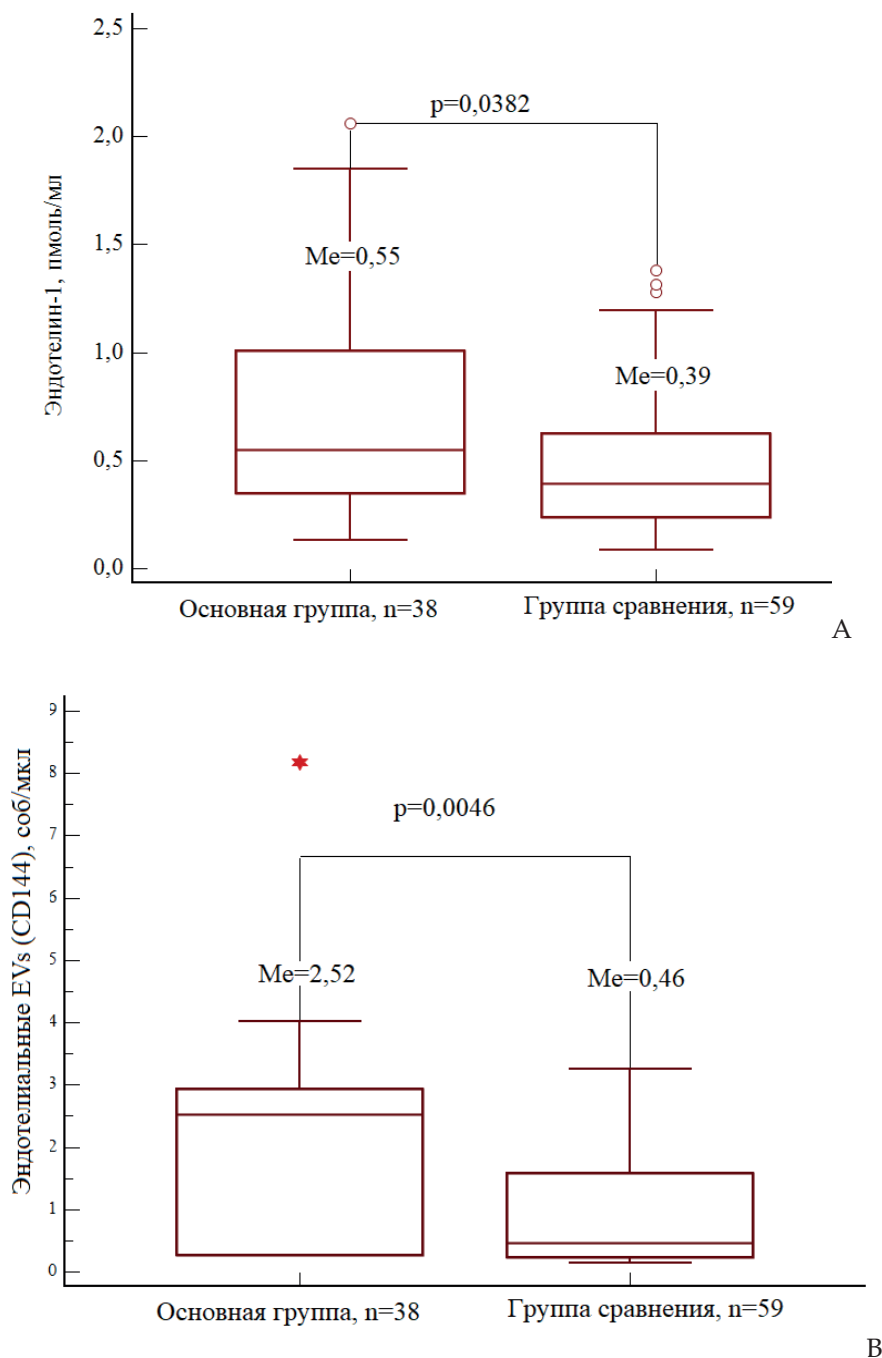 2,5
p=0,0382
2,0
Me=0,55
1,5
Me=0,39
1,0
0,5
0,0
Эндотелин-1, пмоль/мл
Основная группа, n=38
Группа сравнения, n=59
А
9
8
p=0,0046
7
6
5
Me=2,52
Me=0,46
4
3
2
1
0
Эндотелиальные EVs (CD144), соб/мкл
Основная группа, n=38
Группа сравнения, n=59
В